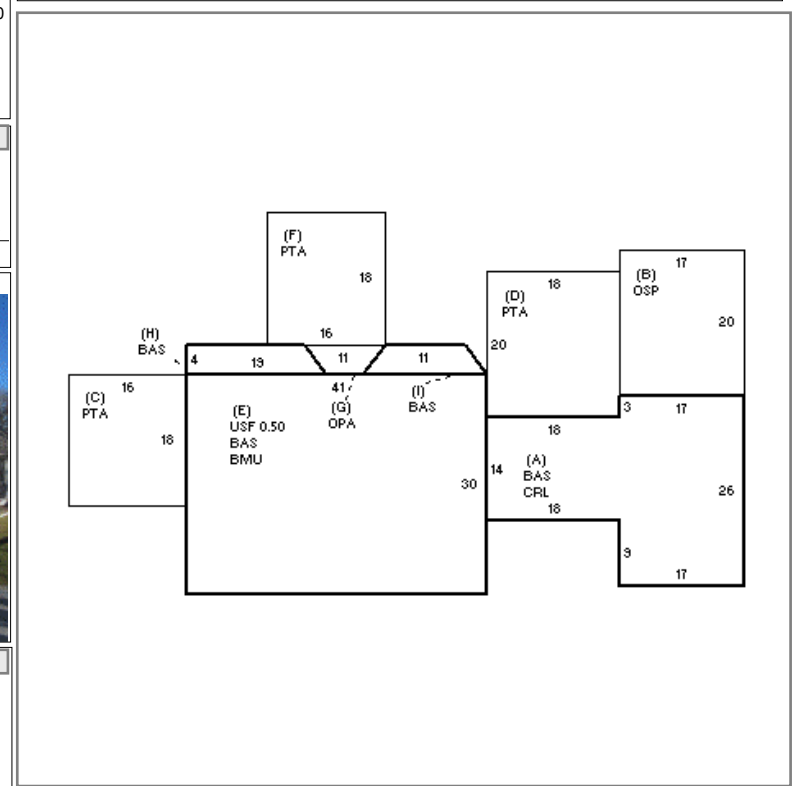 0
(F)
PTA
18
16
(B)
OSP
17
20
(D)
PTA
18
20
(H)
BAS
4
19
11
11
(C)
PTA
16
18
41
(G)
OPA
(I)
BAS
(E)
USF 0.50
BAS
BMU
30
3
17
18
14
(A)
BAS
CRL
18
26
9
17